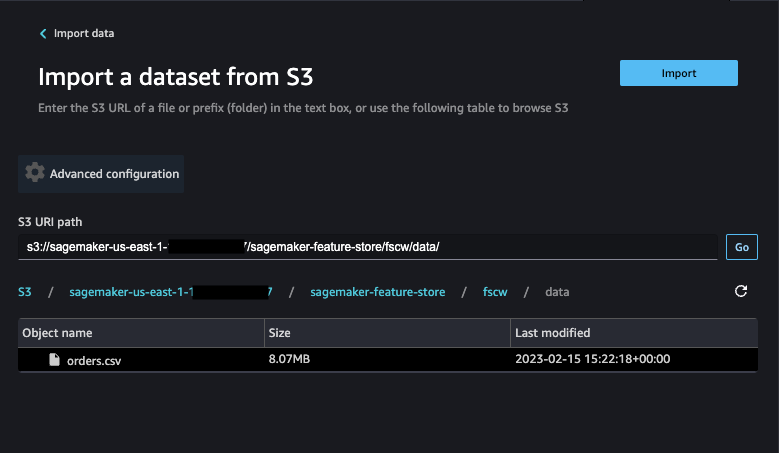 Import data
Import a dataset from S3
Import
Enter the S3 URL of a file or prefix (folder) in the text box, or use the following table to browse S3
Advanced configuration
S3 URI path
s3://sagemaker-us-east-1- 7/sagemaker-feature-store/fscw/data/
Go
S3 / sagemaker-us-east-1-1 7 / sagemaker-feature-store / fscw / data
Object name Size Last modified
orders.csv 8.07MB 2023-02-15 15:22:18+00:00